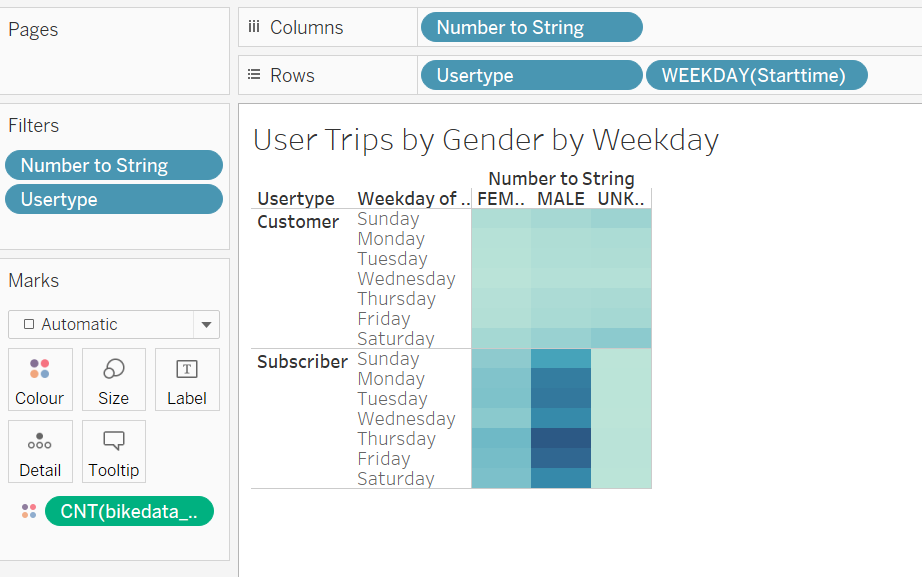 Pages
Columns
Number to String
Rows
Usertype
WEEKDAY(Starttime)
Filters
Number to String
Usertype
Marks
Automatic
Colour
Size
Label
Detail
Tooltip
CNT(bikedata_..
User Trips by Gender by Weekday
Number to String
Usertype Weekday of .. FEM.. MALE UNK..
Customer Sunday
Monday
Tuesday
Wednesday
Thursday
Friday
Saturday
Subscriber Sunday
Monday
Tuesday
Wednesday
Thursday
Friday
Saturday